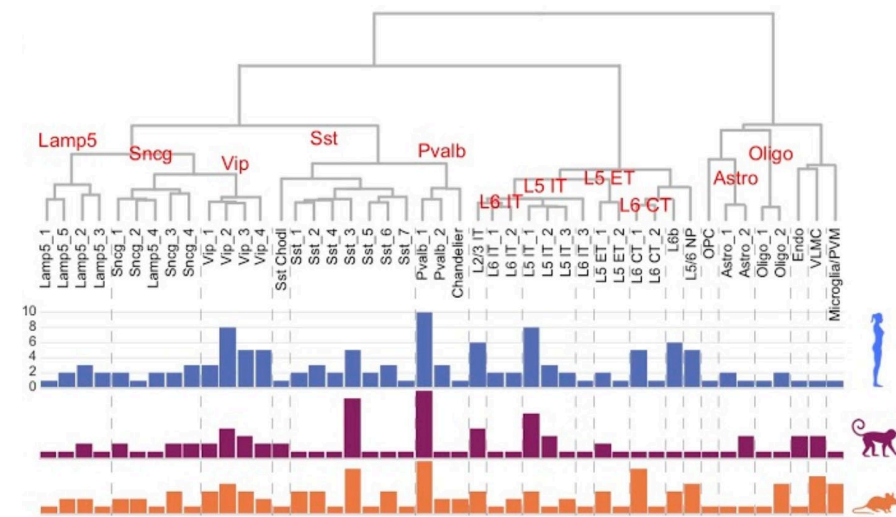 Lamp5
Sncg
Vip
Sst
Pvalb
L6 IT
L5 IT
L5 ET
L6 CT
Astro
Oligo
Lamp5_1
Lamp5_5
Lamp5_2
Lamp5_3
Sncg_1
Sncg_2
Lamp5_4
Sncg_3
Sncg_4
Vip_1
Vip_2
Vip_3
Vip_4
Sst Chodl
Sst_1
Sst_2
Sst_4
Sst_3
Sst_5
Sst_6
Sst_7
Pvalb_1
Pvalb_2
Chandelier
L2/3 IT
L6 IT_1
L6 IT_2
L5 IT_1
L5 IT_2
L5 IT_3
L6 IT_3
L5 ET_1
L5 ET_2
L6 CT_1
L6 CT_2
L6b
L5/6 NP
OPC
Astro_1
Astro_2
Oligo_1
Oligo_2
Endo
VLMC
Microglia/PVM
10
8
6
4
2
0